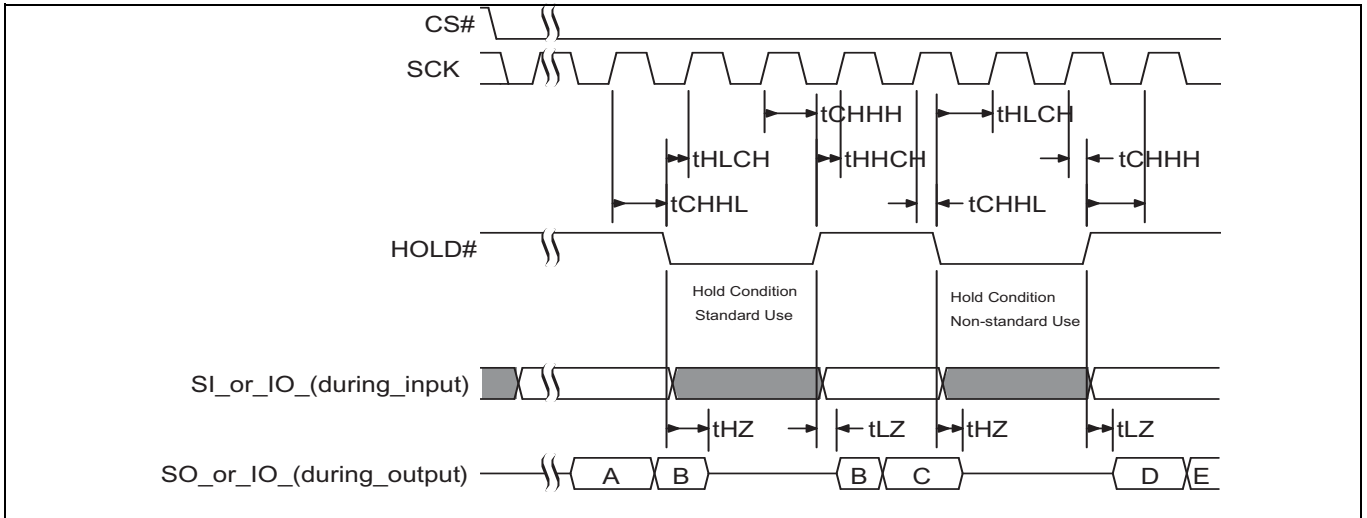 CS#
SCK
tCHHH
tHLCH
tHLCH
tHHCH
tCHHH
tCHHL
tCHHL
HOLD#
Hold Condition
Standard Use
Hold Condition
Non-standard Use
SI_or_IO_(during_input)
tHZ
tLZ
tHZ
tLZ
SO_or_IO_(during_output)
A
B
B
C
D
E